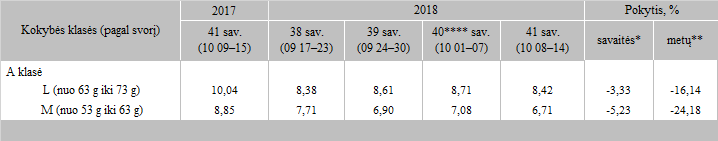 Kokybės klasės (pagal svorį) 2017 2018 Pokytis, %
41 sav. (10 09–15) 38 sav. (09 17–23) 39 sav. (09 24–30) 40**** sav. (10 01–07) 41 sav. (10 08–14) savaitės* metų**
A klasė
L (nuo 63 g iki 73 g) 10,04 8,38 8,61 8,71 8,42 -3,33 -16,14
M (nuo 53 g iki 63 g) 8,85 7,71 6,90 7,08 6,71 -5,23 -24,18